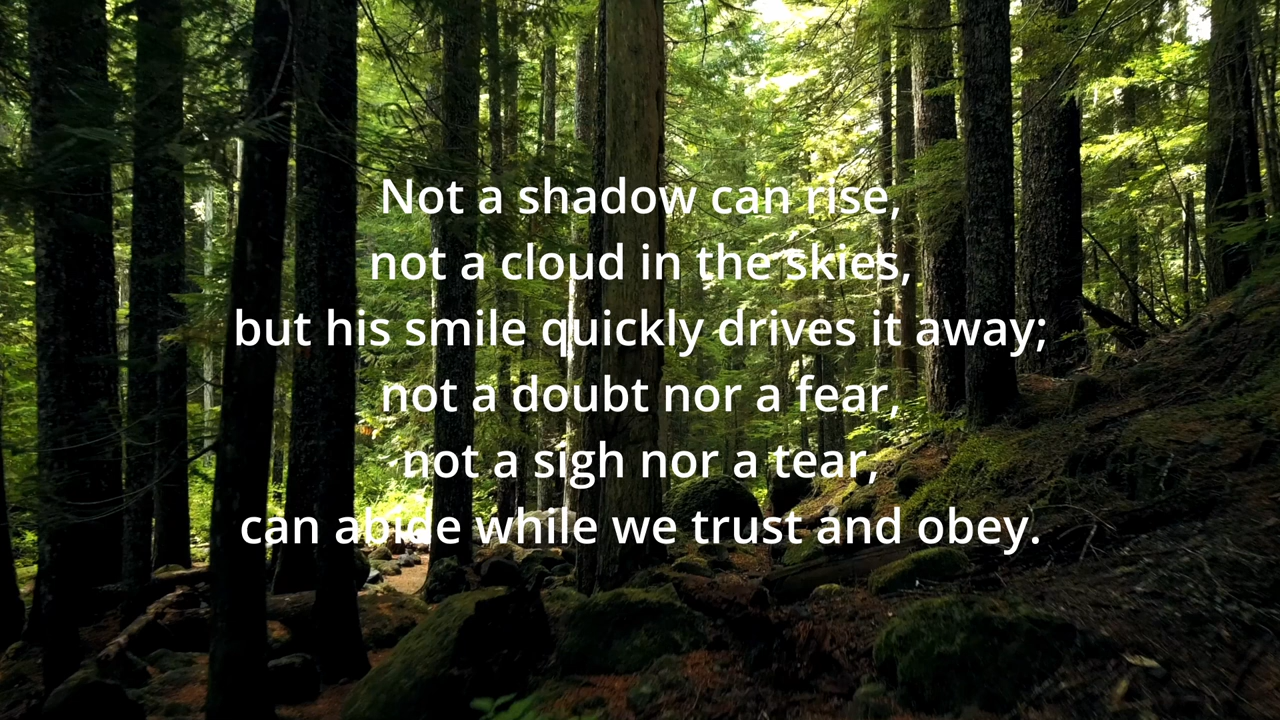 Not a shadow can rise,
not a cloud in the skies,
but his smile quickly drives it away;
not a doubt nor a fear,
not a sigh nor a tear,
can abide while we trust and obey.